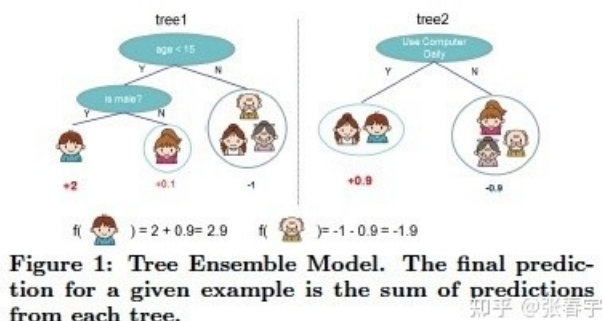 tree1
tree2
age < 15
Use Computer
Daily
Y
N
Y
N
is male?
Y
N
+2
+0.1
-1
+0.9
-0.9
f( ) = 2 + 0.9= 2.9
f( )= -1 - 0.9= -1.9
Figure 1: Tree Ensemble Model. The final predic-
tion for a given example is the sum of predictions
from each tree.
知乎 @张春宇